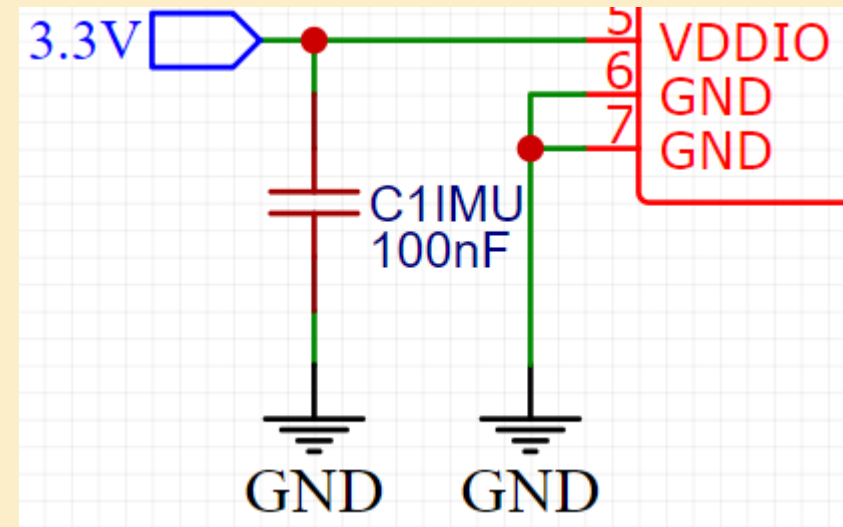 3.3V
5
VDDIO
6
GND
7
GND
C1IMU
100nF
GND
GND